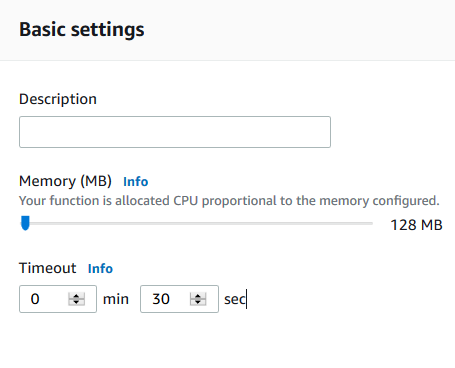 Basic settings
Description
Memory (MB) Info
Your function is allocated CPU proportional to the memory configured.
128 MB
Timeout Info
0 min 30 sec